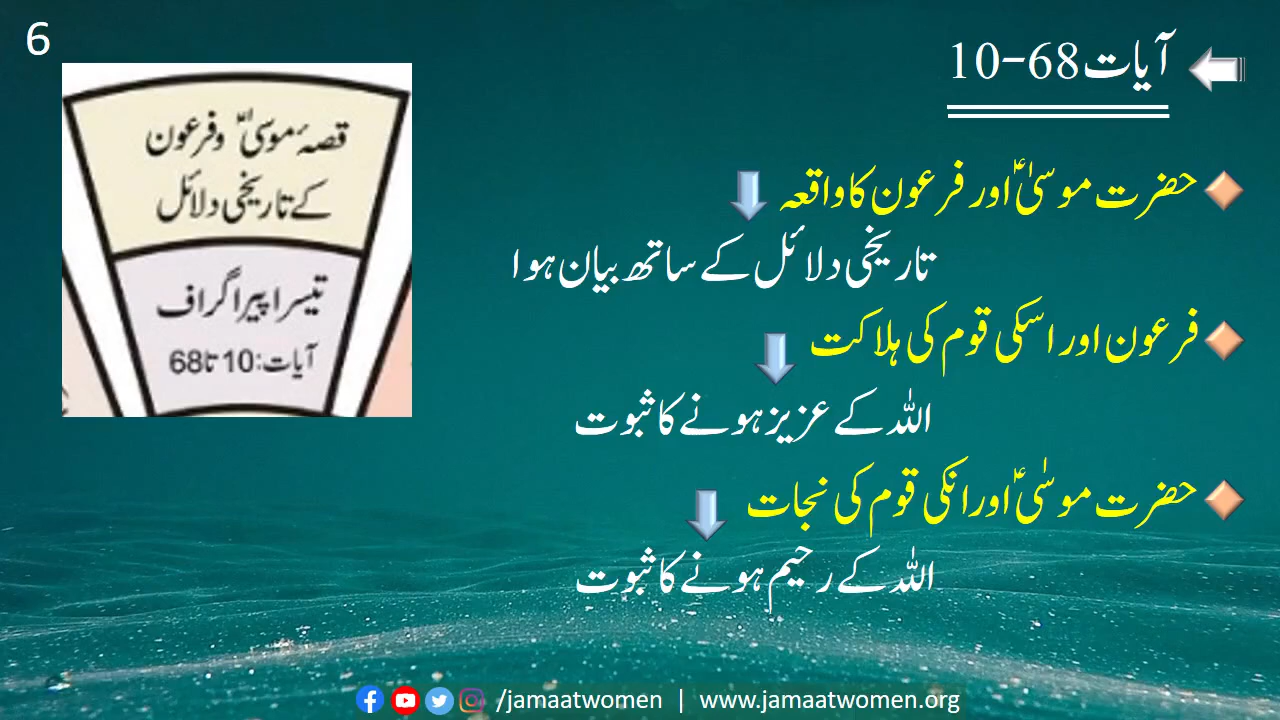 6
آیات 68-10
قصۂ موسیٰؑ و فرعون
کے تاریخی دلائل
تیسرا پیراگراف
آیات: 10 تا 68
حضرت موسیٰؑ اور فرعون کا واقعہ
تاریخی دلائل کے ساتھ بیان ہوا
فرعون اور اسکی قوم کی ہلاکت
اللہ کے عزیز ہونے کا ثبوت
حضرت موسٰیؑ اور انکی قوم کی نجات
اللہ کے رحیم ہونے کا ثبوت
/jamaatwomen | www.jamaatwomen.org